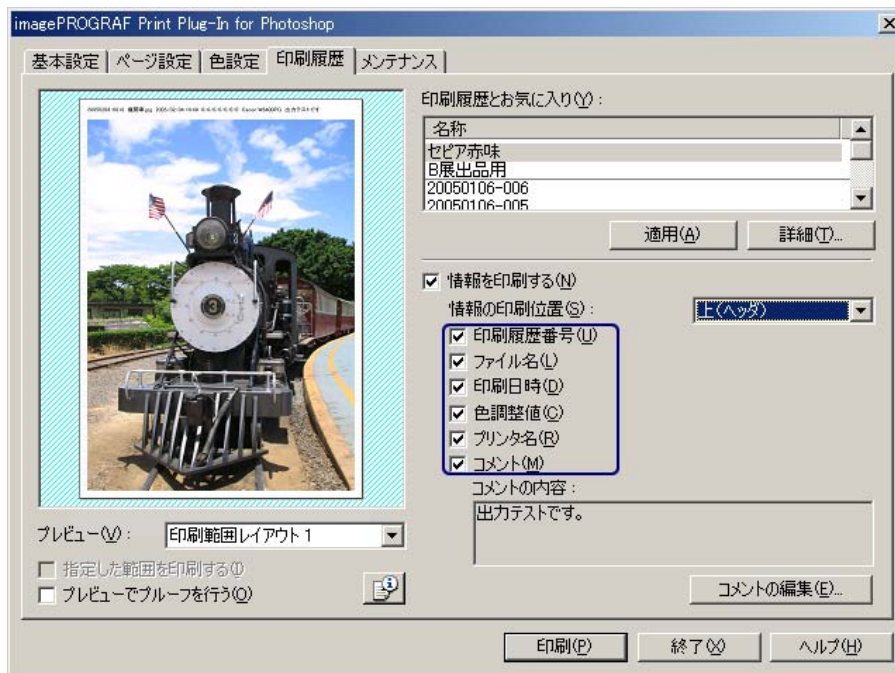 imagePROGRAF Print Plug-In for Photoshop
基本設定 ページ設定 色設定 印刷履歴 メンテナンス
印刷履歴とお気に入り(Y):
名称
セピア赤味
B展出品用
20050106-006
20050106-005
適用(A) 詳細(T)...
情報を印刷する(N)
情報の印刷位置(S): 上(ヘッダ)
印刷履歴番号(U)
ファイル名(L)
印刷日時(D)
色調整値(C)
プリンタ名(R)
コメント(M)
コメントの内容:
出力テストです。
コメントの編集(E)...
3
プレビュー(V): 印刷範囲レイアウト 1
指定した範囲を印刷する(I)
プレビューでプルーフを行う(O)
印刷(P) 終了(X) ヘルプ(H)